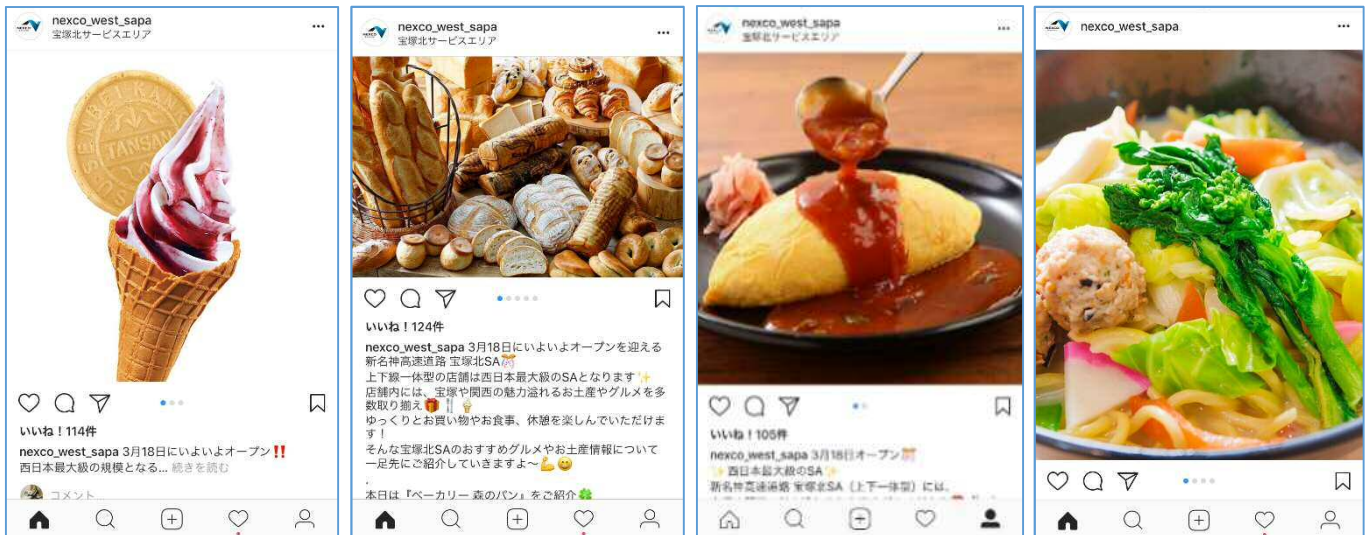 nexco_west_sapa
宝塚北サービスエリア
TANSAN
いいね！114件
nexco_west_sapa 3月18日にいよいよオープン‼️
西日本最大級の規模となる... 続きを読む
コメント
nexco_west_sapa
宝塚北サービスエリア
いいね！124件
nexco_west_sapa 3月18日にいよいよオープンを迎える
新名神高速道路 宝塚北SA🎊
上下線一体型の店舗は西日本最大級のSAとなります✨
店舗内には、宝塚や関西の魅力溢れるお土産やグルメを多
数取り揃え🎁🍴🍦
ゆっくりとお買い物やお食事、休憩を楽しんでいただけま
す！
そんな宝塚北SAのおすすめグルメやお土産情報について
一足先にご紹介していきますよ〜💪😄
.
本日は『ベーカリー 森のパン』をご紹介🍀
nexco_west_sapa
宝塚北サービスエリア
いいね！105件
nexco_west_sapa 3月18日オープン🎊
✨西日本最大級のSA✨
新名神高速道路 宝塚北SA（上下一体型）には、
nexco_west_sapa